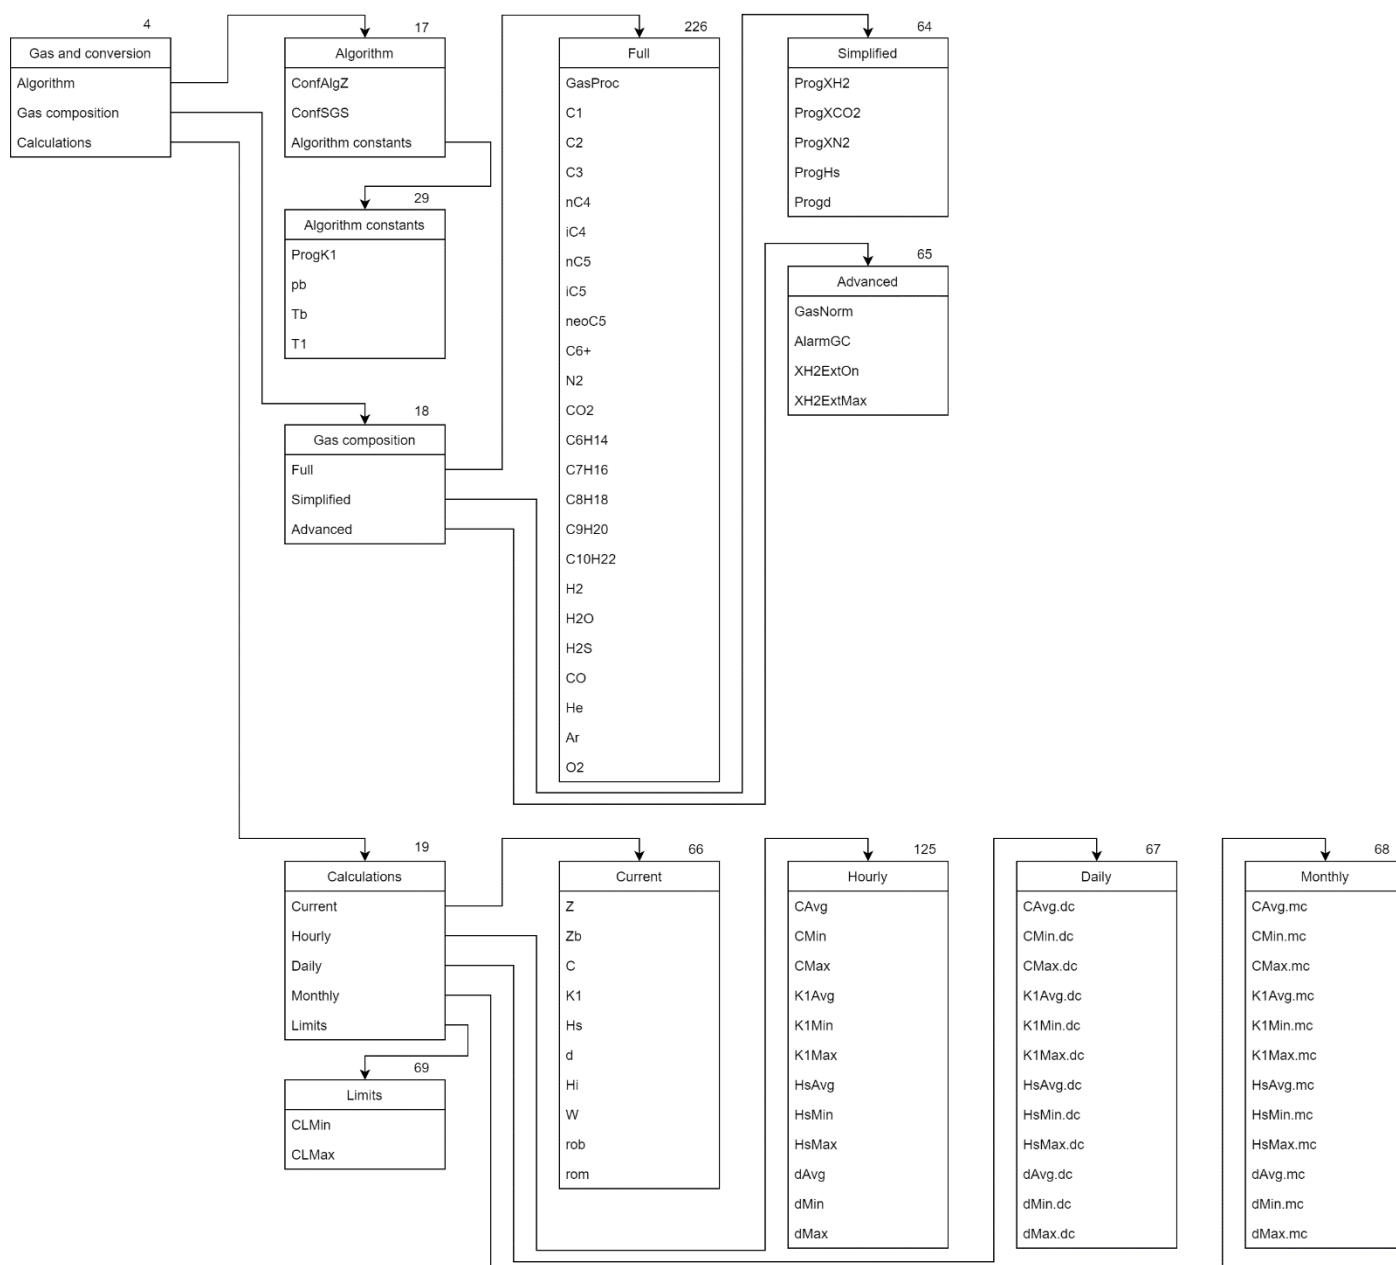 4
Gas and conversion
Algorithm
Gas composition
Calculations
17
Algorithm
ConfAlgZ
ConfSGS
Algorithm constants
29
Algorithm constants
ProgK1
pb
Tb
T1
18
Gas composition
Full
Simplified
Advanced
226
Full
GasProc
C1
C2
C3
nC4
iC4
nC5
iC5
neoC5
C6+
N2
CO2
C6H14
C7H16
C8H18
C9H20
C10H22
H2
H2O
H2S
CO
He
Ar
O2
64
Simplified
ProgXH2
ProgXCO2
ProgXN2
ProgHs
Progd
65
Advanced
GasNorm
AlarmGC
XH2ExtOn
XH2ExtMax
19
Calculations
Current
Hourly
Daily
Monthly
Limits
69
Limits
CLMin
CLMax
66
Current
Z
Zb
C
K1
Hs
d
Hi
W
rob
rom
125
Hourly
CAvg
CMin
CMax
K1Avg
K1Min
K1Max
HsAvg
HsMin
HsMax
dAvg
dMin
dMax
67
Daily
CAvg.dc
CMin.dc
CMax.dc
K1Avg.dc
K1Min.dc
K1Max.dc
HsAvg.dc
HsMin.dc
HsMax.dc
dAvg.dc
dMin.dc
dMax.dc
68
Monthly
CAvg.mc
CMin.mc
CMax.mc
K1Avg.mc
K1Min.mc
K1Max.mc
HsAvg.mc
HsMin.mc
HsMax.mc
dAvg.mc
dMin.mc
dMax.mc